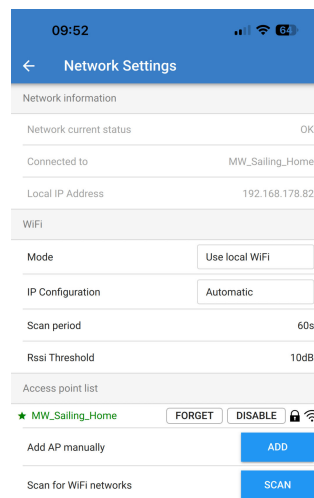 09:52
64
Network Settings
Network information
Network current status OK
Connected to MW_Sailing_Home
Local IP Address 192.168.178.82
WiFi
Mode Use local WiFi
IP Configuration Automatic
Scan period 60s
Rssi Threshold 10dB
Access point list
MW_Sailing_Home FORGET DISABLE
Add AP manually ADD
Scan for WiFi networks SCAN